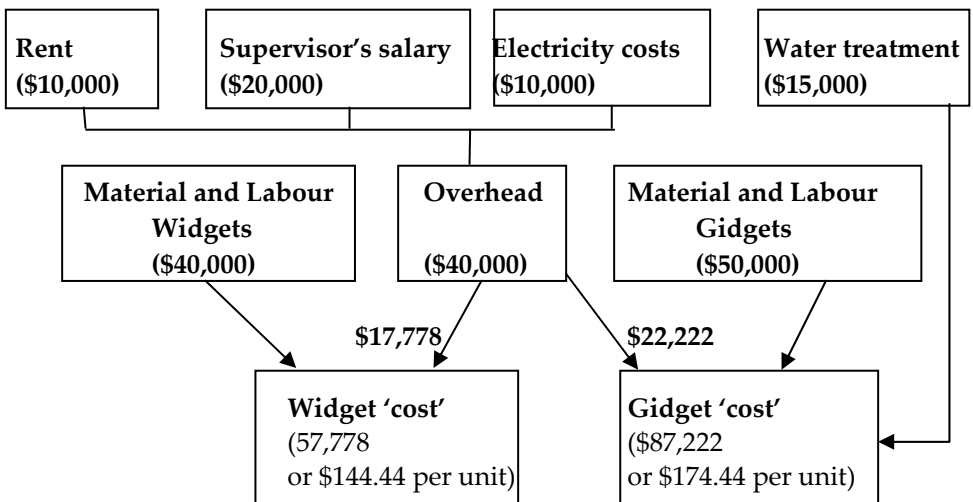 Rent
($10,000)
Supervisor’s salary
($20,000)
Electricity costs
($10,000)
Water treatment
($15,000)
Material and Labour
Widgets
($40,000)
Overhead
($40,000)
Material and Labour
Gidgets
($50,000)
$17,778
$22,222
Widget ‘cost’
(57,778
or $144.44 per unit)
Gidget ‘cost’
($87,222
or $174.44 per unit)